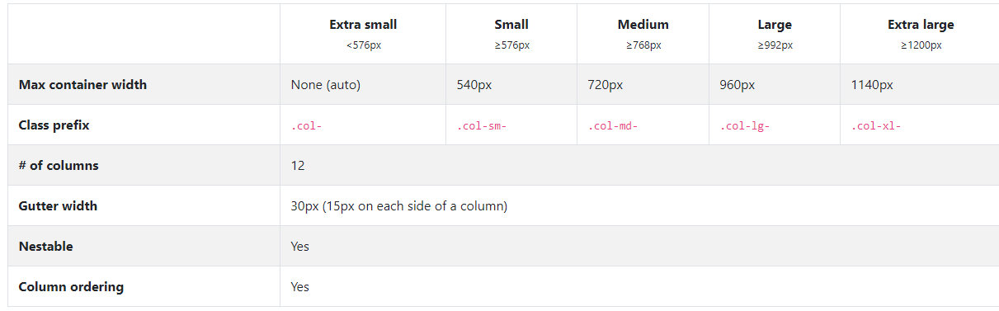 Extra small Small Medium Large Extra large
<576px ≥576px ≥768px ≥992px ≥1200px
Max container width None (auto) 540px 720px 960px 1140px
Class prefix .col- .col-sm- .col-md- .col-lg- .col-xl-
# of columns 12
Gutter width 30px (15px on each side of a column)
Nestable Yes
Column ordering Yes